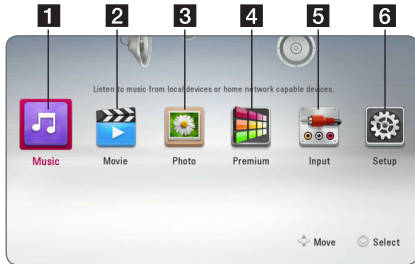 1 2 3 4 5 6
Listen to music from local devices or home network capable devices.
Music Movie Photo Premium Input Setup
Move Select